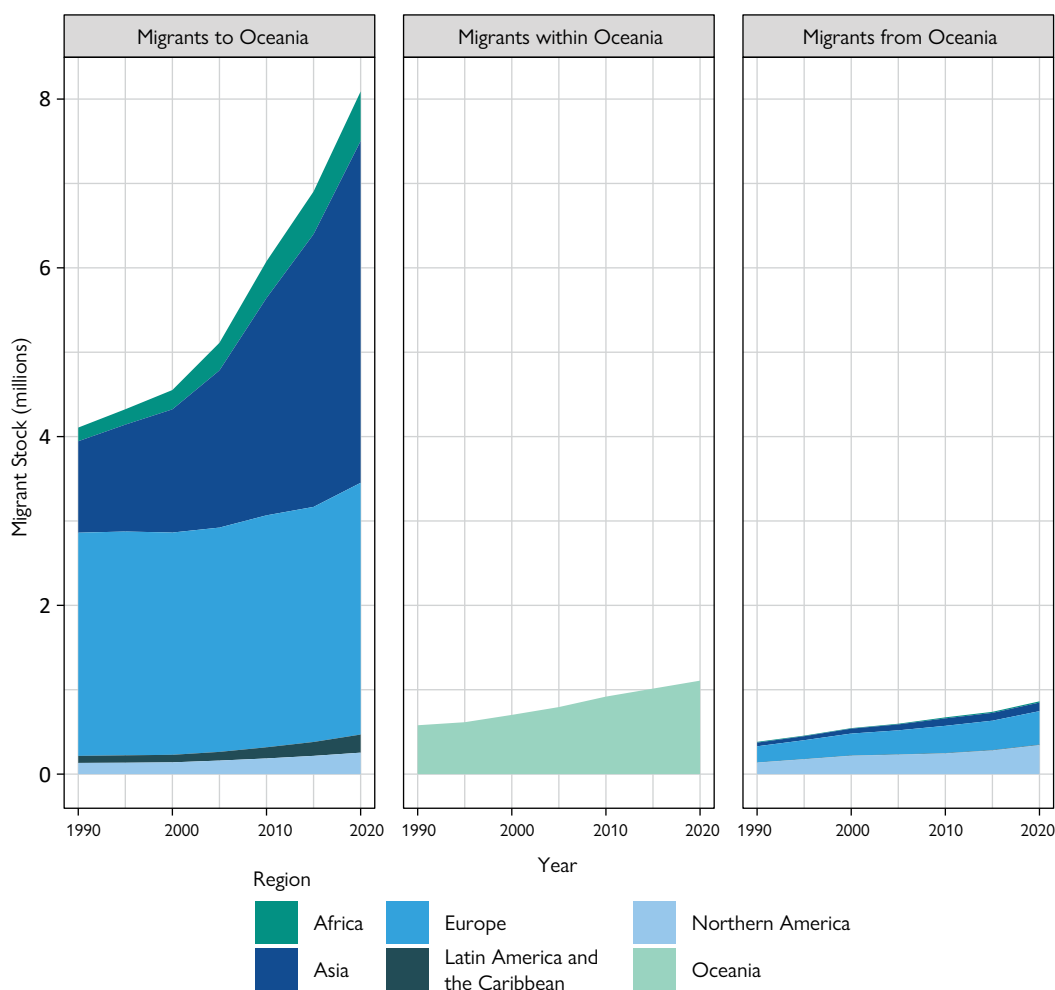 Migrants to Oceania
Migrants within Oceania
Migrants from Oceania
Migrant Stock (millions)
8
6
4
2
0
1990 2000 2010 2020
1990 2000 2010 2020
1990 2000 2010 2020
Year
Region
Africa
Europe
Northern America
Asia
Latin America and
the Caribbean
Oceania